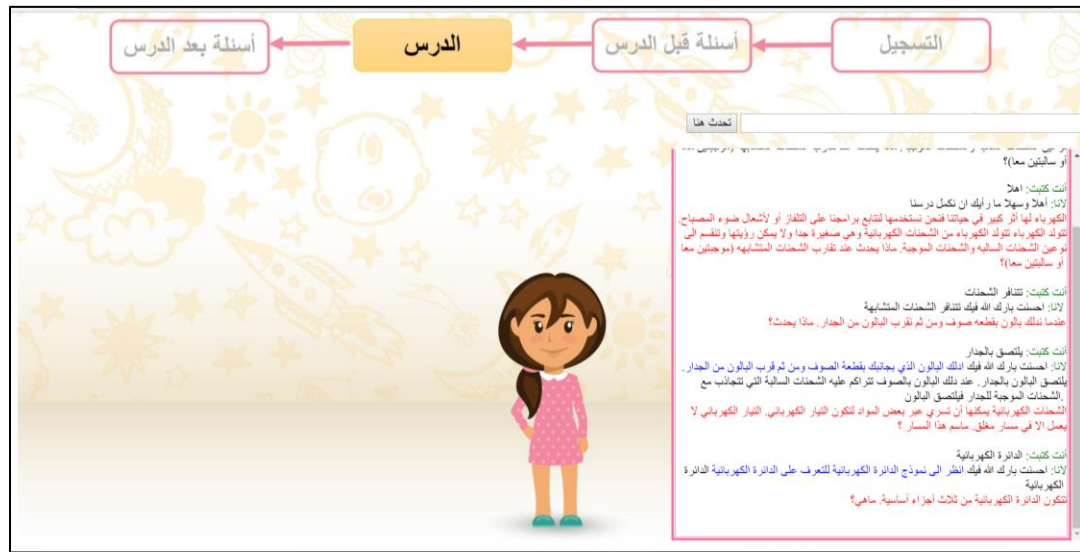 التسجيل
أسئلة قبل الدرس
الدرس
أسئلة بعد الدرس
تحدث هنا
أو سالبتين معا)؟
أنت كتبت: اهلا
لانا: أهلا وسهلا ما رأيك ان نكمل درسنا
الكهرباء لها أثر كبير في حياتنا فنحن نستخدمها لنتابع برامجنا على التلفاز أو لأشعال ضوء المصباح.
تتولد الكهرباء تتولد الكهرباء من الشحنات الكهربائية وهي صغيرة جدا ولا يمكن رؤيتها وتنقسم الى
نوعين الشحنات السالبه والشحنات الموجبة. ماذا يحدث عند تقارب الشحنات المتشابهه (موجبتين معا
أو سالبتين معا)؟
أنت كتبت: تتنافر الشحنات
لانا: احسنت بارك الله فيك تتنافر الشحنات المتشابهة
عندما ندلك بالون بقطعه صوف ومن ثم نقرب البالون من الجدار. ماذا يحدث؟
أنت كتبت: يلتصق بالجدار
لانا: احسنت بارك الله فيك ادلك البالون الذي بجانبك بقطعة الصوف ومن ثم قرب البالون من الجدار.
يلتصق البالون بالجدار. عند دلك البالون بالصوف تتراكم عليه الشحنات السالبة التي تتجاذب مع
.الشحنات الموجبة للجدار فيلتصق البالون
الشحنات الكهربائية يمكنها أن تسري عبر بعض المواد لتكون التيار الكهربائي. التيار الكهربائي لا
يعمل الا في مسار مغلق. ماسم هذا المسار ؟
أنت كتبت: الدائرة الكهربائية
لانا: احسنت بارك الله فيك انظر الى نموذج الدائرة الكهربائية للتعرف على الدائرة الكهربائية الدائرة
الكهربائية
تتكون الدائرة الكهربائية من ثلاث أجزاء أساسية. ماهي؟